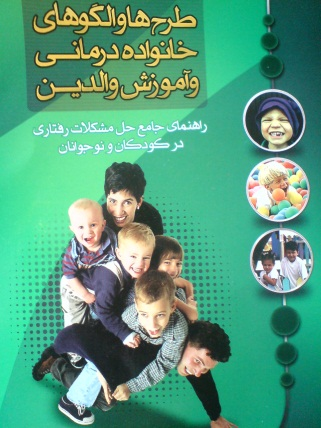 طرح‌ها و الگوهای
خانواده درمانی
و آموزش والدین
راهنمای جامع حل مشکلات رفتاری
در کودکان و نوجوانان